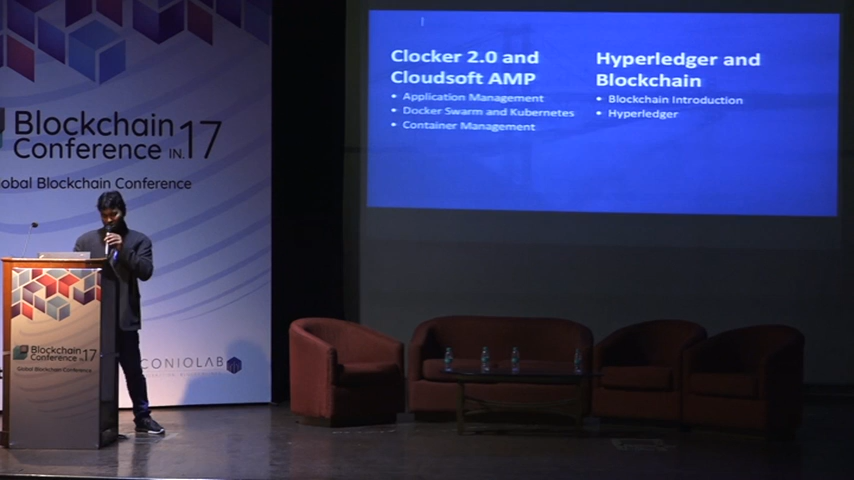 Blockchain
Conference IN.17
lobal Blockchain Conference
Clocker 2.0 and
Cloudsoft AMP
• Application Management
• Docker Swarm and Kubernetes
• Container Management
Hyperledger and
Blockchain
• Blockchain Introduction
• Hyperledger
Blockchain
Conference IN.17
Global Blockchain Conference
CONIOLAB